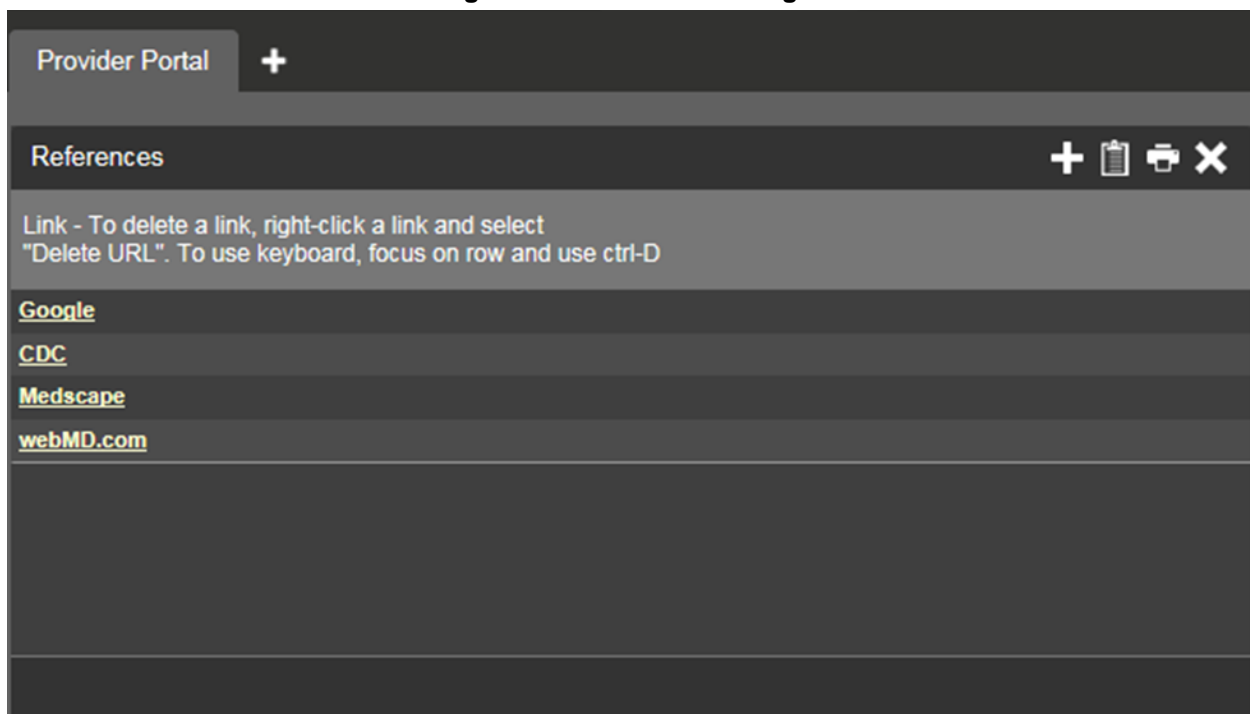 Provider Portal
References
Link - To delete a link, right-click a link and select
"Delete URL". To use keyboard, focus on row and use ctrl-D
Google
CDC
Medscape
webMD.com